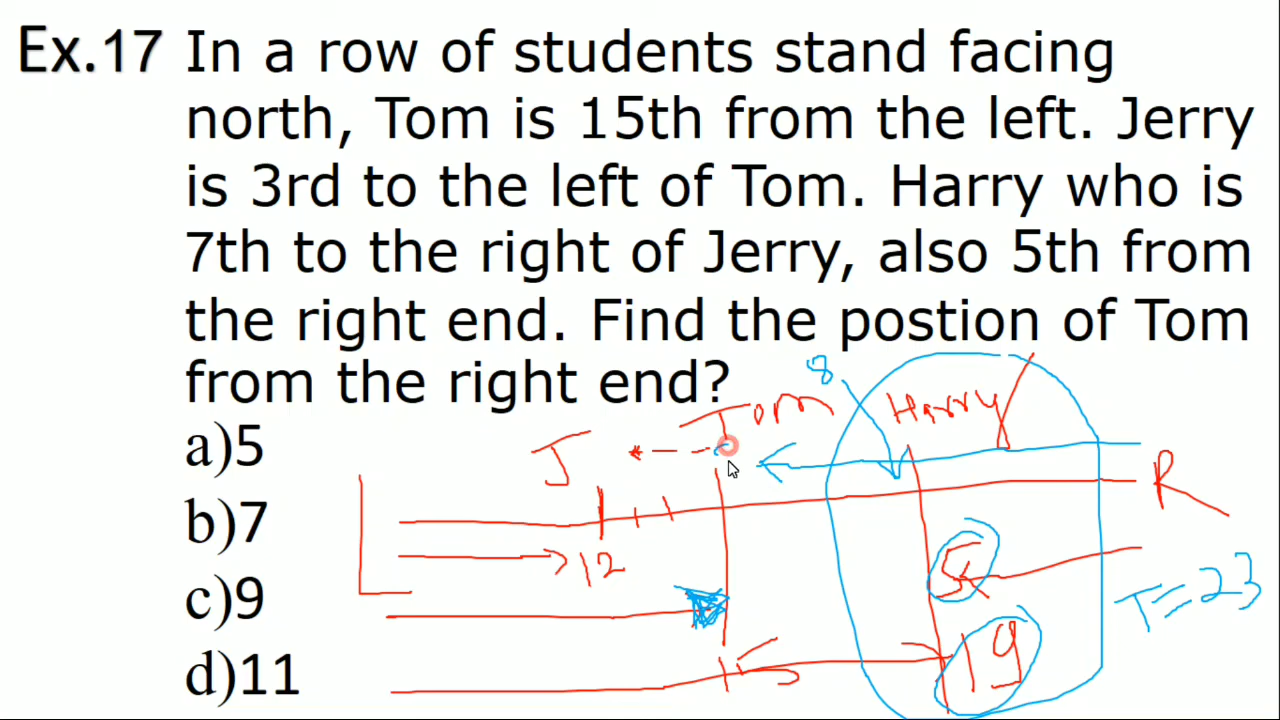 Ex.17 In a row of students stand facing
north, Tom is 15th from the left. Jerry
is 3rd to the left of Tom. Harry who is
7th to the right of Jerry, also 5th from
the right end. Find the postion of Tom
from the right end?
a)5
b)7
c)9
d)11
8
Tom
Harry
J
R
12
5
T=23
19